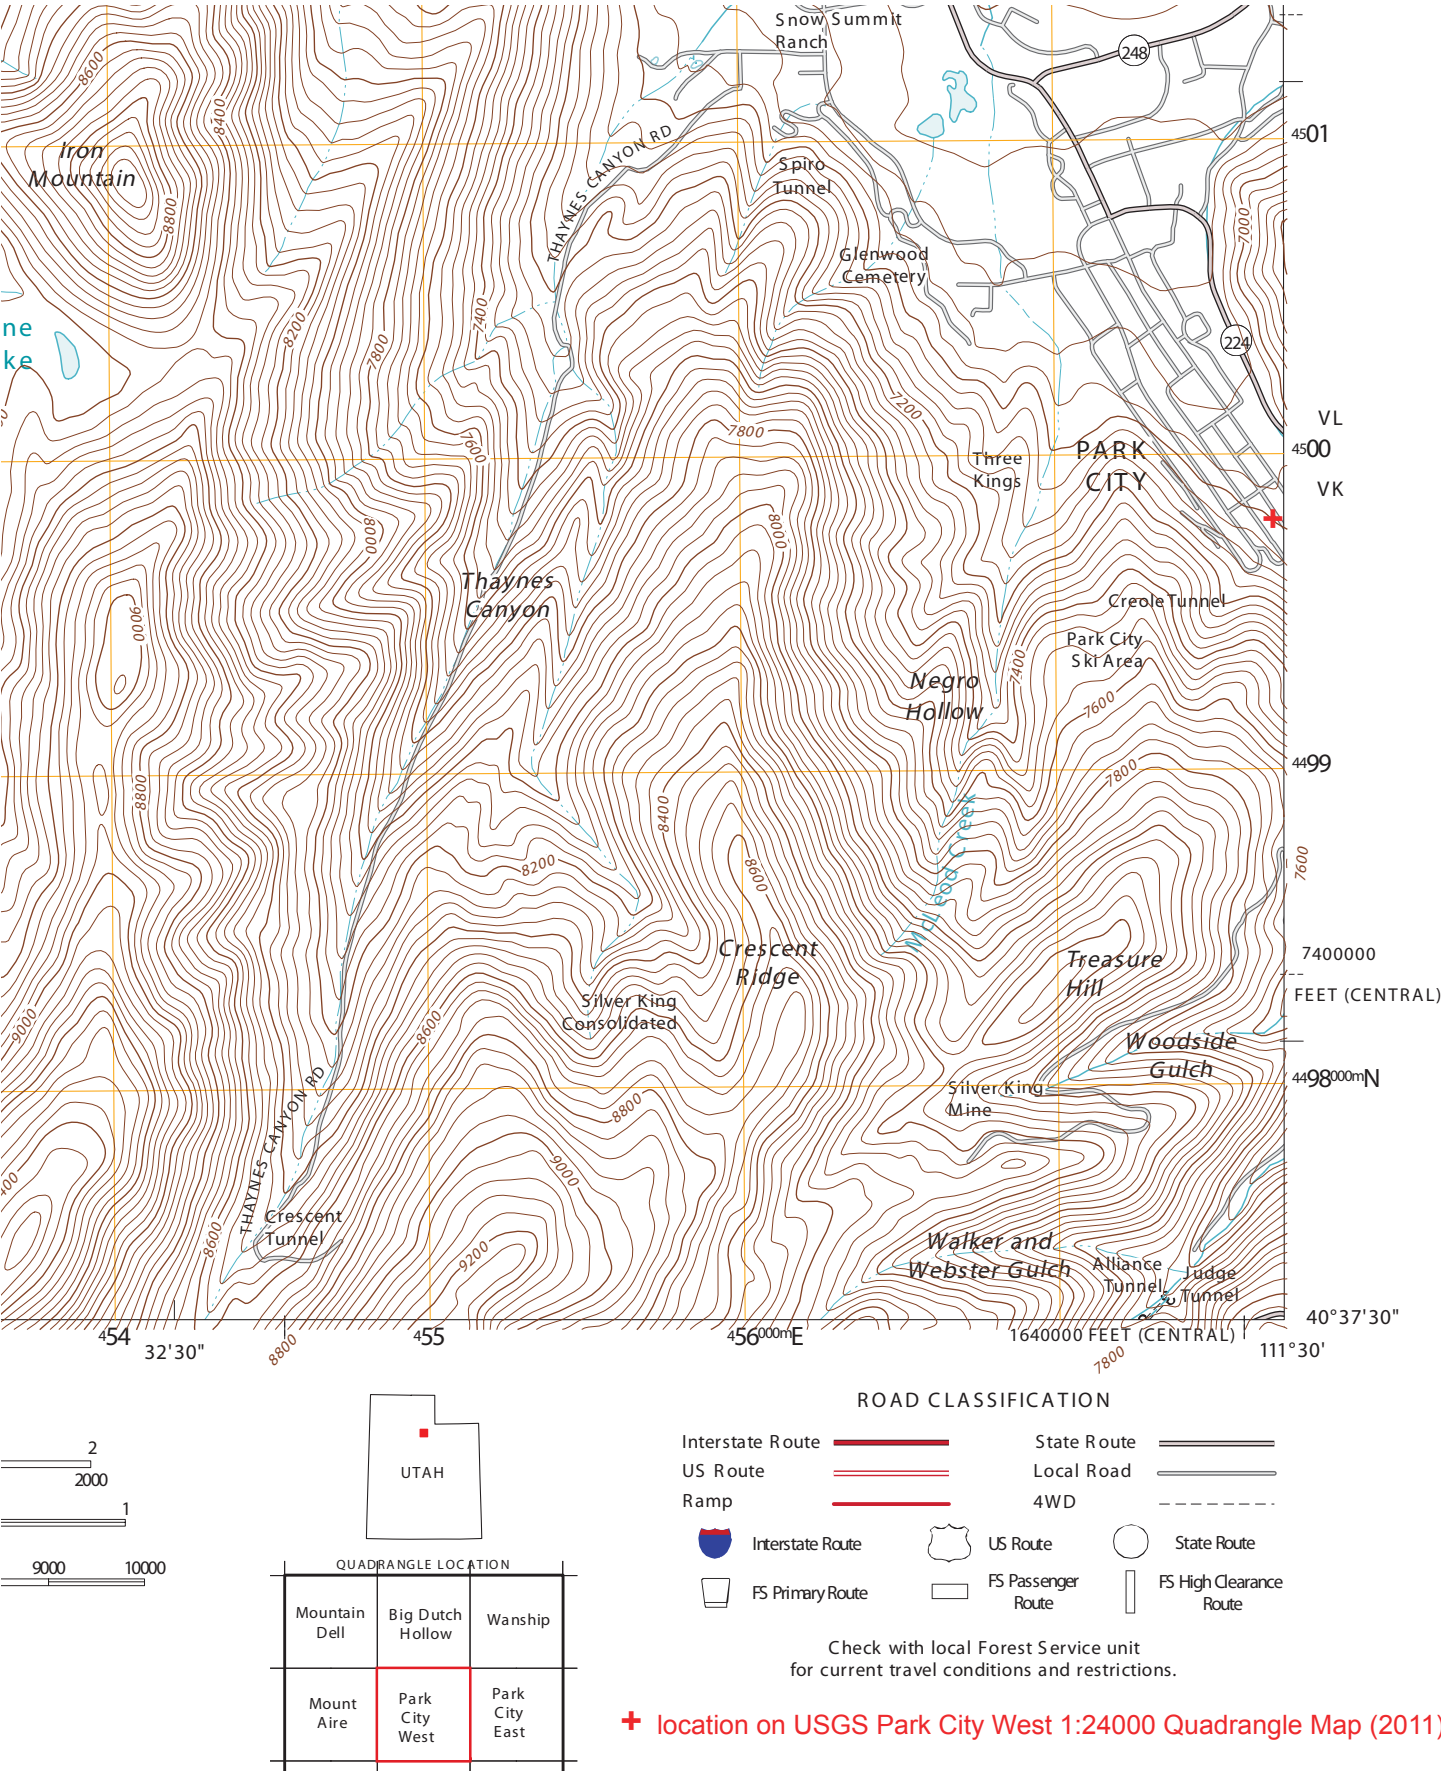 Snow Summit
Ranch
248
8600
8400
4501
THAYNES CANYON RD
Iron
Mountain
Spiro
Tunnel
8800
7000
Glenwood
Cemetery
ne
ke
8200
7400
7800
224
7200
VL
7600
7800
Three
Kings
PARK
CITY
4500
VK
8000
8000
Thaynes
Canyon
9000
Creole Tunnel
Park City
Ski Area
7400
Negro
Hollow
7600
4499
7800
8800
8400
McLeod Creek
8200
8600
7600
Crescent
Ridge
Treasure
Hill
7400000
FEET (CENTRAL)
9000
8600
Silver King
Consolidated
Woodside
Gulch
Silver King
Mine
4498000mN
8800
THAYNES CANYON RD
9000
400
Crescent
Tunnel
8600
9200
Walker and
Webster Gulch
Alliance
Tunnel
Judge
Tunnel
40°37'30"
454
455
456000mE
1640000 FEET (CENTRAL)
32'30"
8800
7800
111°30'
ROAD CLASSIFICATION
Interstate Route
State Route
US Route
Local Road
Ramp
4WD
Interstate Route
US Route
State Route
FS Primary Route
FS Passenger
Route
FS High Clearance
Route
Check with local Forest Service unit
for current travel conditions and restrictions.
2
2000
1
9000
10000
UTAH
QUADRANGLE LOCATION
Mountain
Dell
Big Dutch
Hollow
Wanship
Mount
Aire
Park
City
West
Park
City
East
location on USGS Park City West 1:24000 Quadrangle Map (2011)